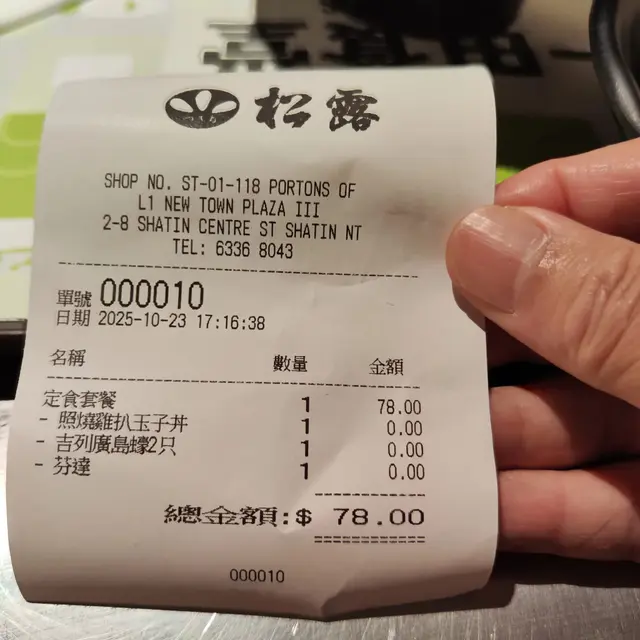 松露
SHOP NO. ST-01-118 PORTONS OF
L1 NEW TOWN PLAZA III
2-8 SHATIN CENTRE ST SHATIN NT
TEL: 6336 8043
單號 000010
日期 2025-10-23 17:16:38
名稱 數量 金額
定食套餐 1 78.00
- 照燒雞扒玉子丼 1 0.00
- 吉列廣島蠔2只 1 0.00
- 芬達 1 0.00
總金額:$ 78.00
000010